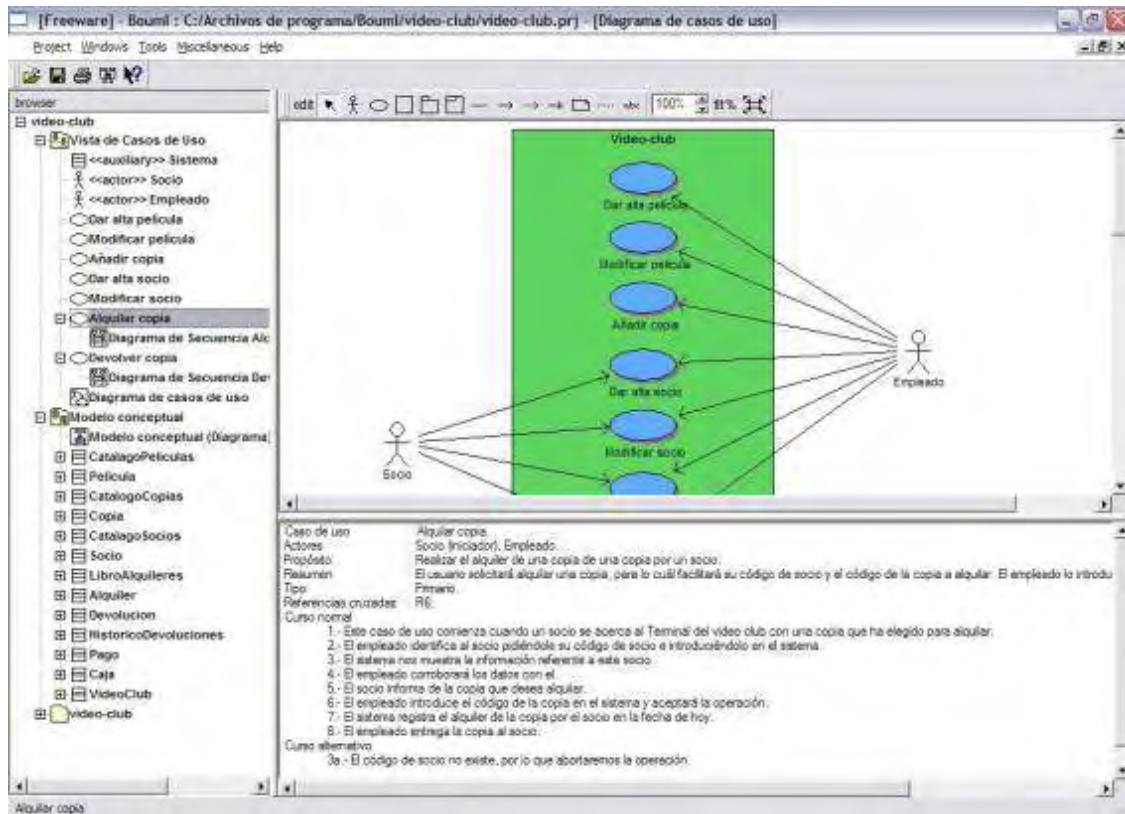 [Freeware] - Bouml : C:/Archivos de programa/Bouml/video-club/video-club.prj - [Diagrama de casos de uso]
Project Windows Tools Miscellaneous Help
browser
video-club
Vista de Casos de Uso
<<auxiliary>> Sistema
<<actor>> Socio
<<actor>> Empleado
Dar alta pelicula
Modificar pelicula
Añadir copia
Dar alta socio
Modificar socio
Alquilar copia
Diagrama de Secuencia Alc
Devolver copia
Diagrama de Secuencia De
Diagrama de casos de uso
Modelo conceptual
Modelo conceptual (Diagrama
CatalagoPeliculas
Pelicula
CatalogoCopias
Copia
CatalagoSocios
Socio
LibroAlquileres
Alquiler
Devolucion
HistoricoDevoluciones
Pago
Caja
VideoClub
video-club
edit
abc
100%
fit%
Video-club
Dar alta pelicula
Modificar pelicula
Añadir copia
Dar alta socio
Modificar socio
Socio
Empleado
Caso de uso Alquilar copia.
Actores Socio (iniciador), Empleado.
Propósito Realizar el alquiler de una copia de una copia por un socio.
Resumen El usuario solicitará alquilar una copia, para lo cuál facilitará su código de socio y el código de la copia a alquilar. El empleado lo introdu
Tipo Primario.
Referencias cruzadas R6.
Curso normal
1.- Este caso de uso comienza cuando un socio se acerca al Terminal del video club con una copia que ha elegido para alquilar.
2.- El empleado identifica al socio pidiéndole su código de socio e introduciéndolo en el sistema.
3.- El sistema nos muestra la información referente a este socio.
4.- El empleado corroborará los datos con el.
5.- El socio informa de la copia que desea alquilar.
6.- El empleado introduce el código de la copia en el sistema y aceptará la operación.
7.- El sistema registra el alquiler de la copia por el socio en la fecha de hoy.
8.- El empleado entrega la copia al socio.
Curso alternativo
3a.- El código de socio no existe, por lo que abortaremos la operación.
Alquilar copia